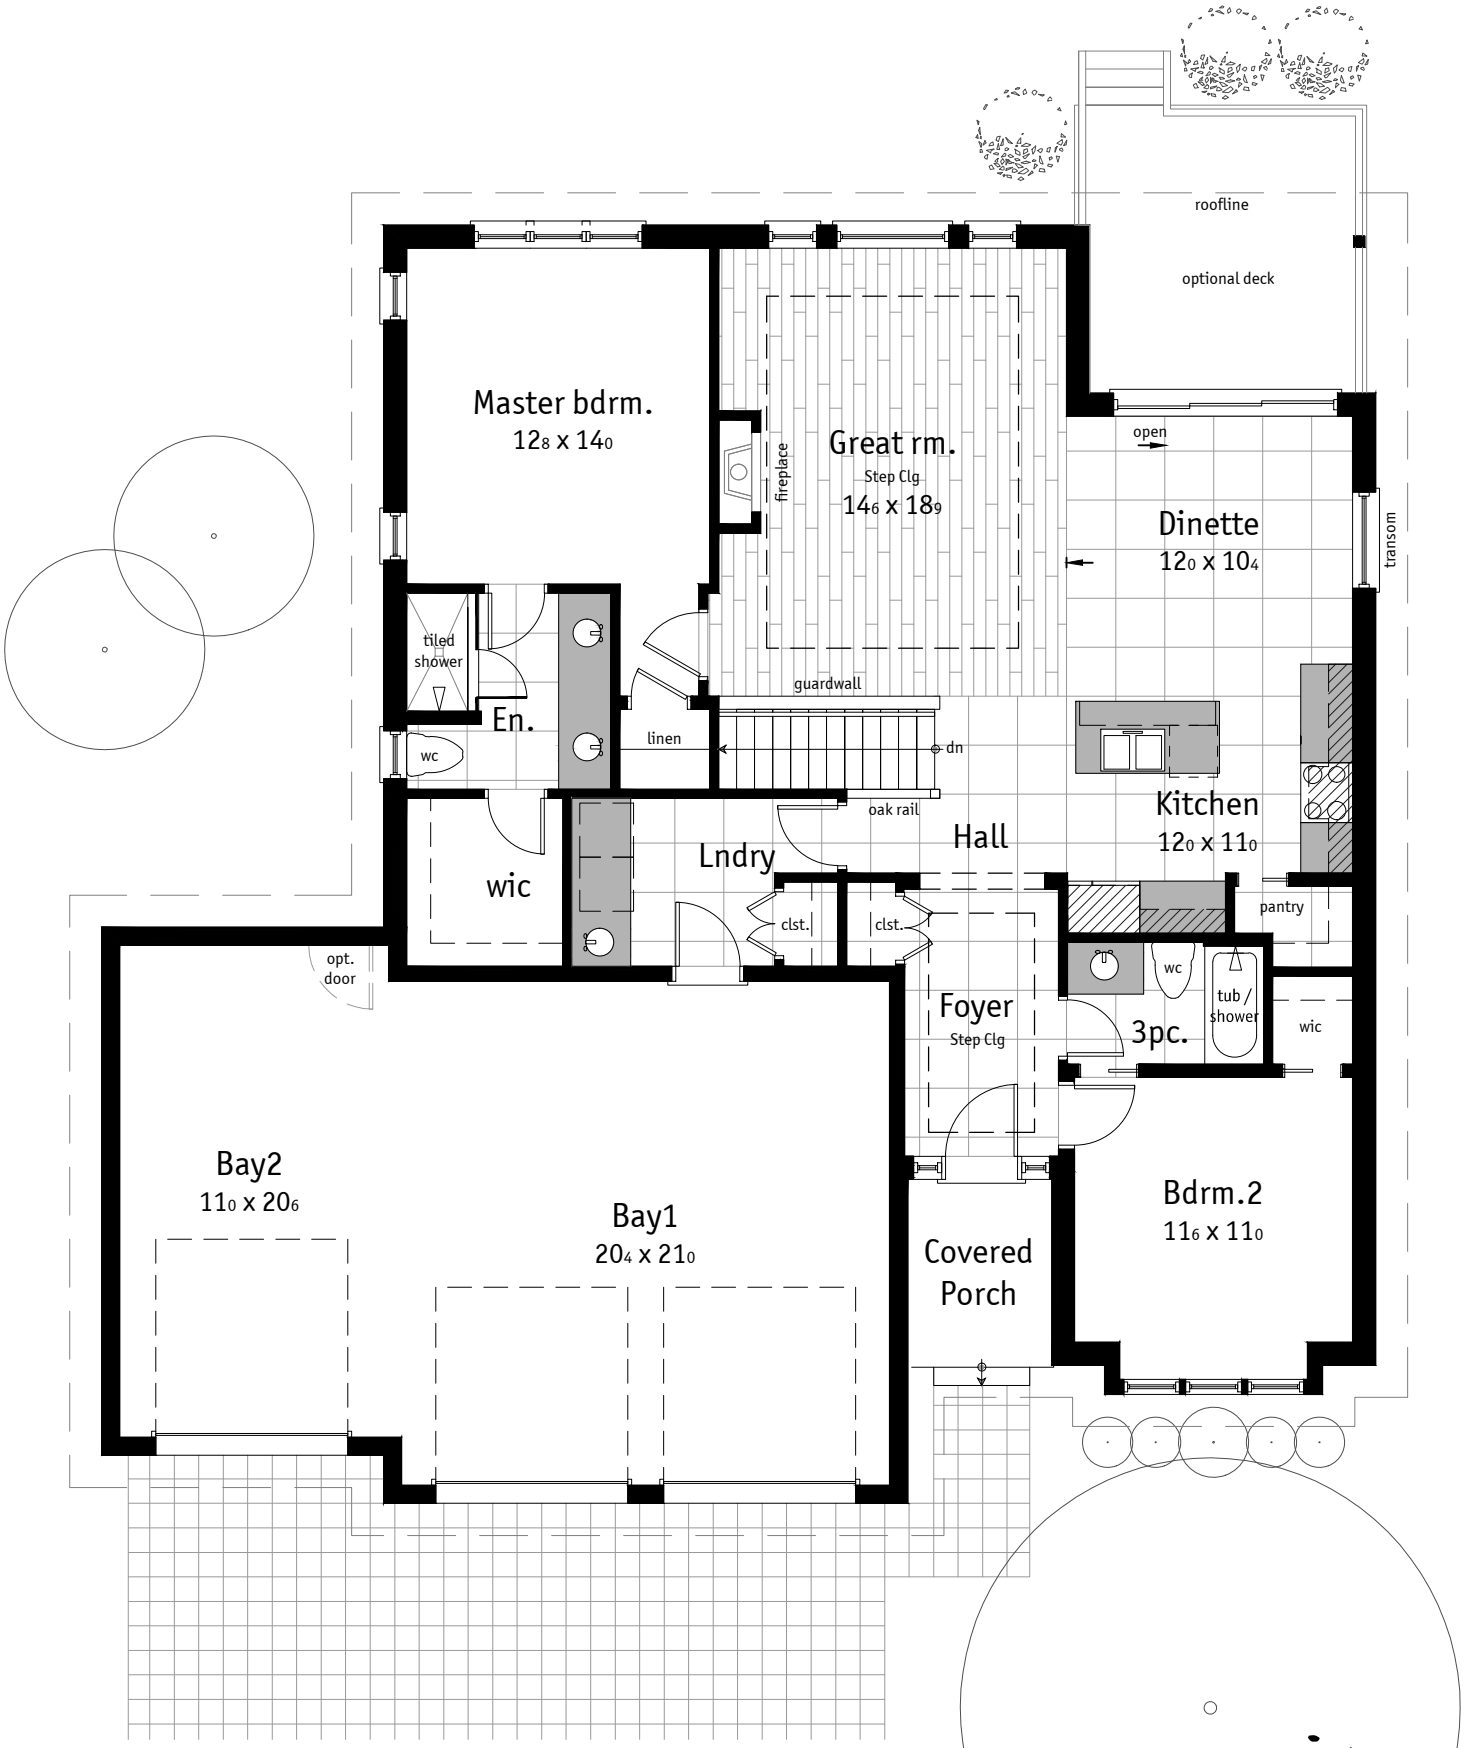 roofline
optional deck
Master bdrm.
128 x 140
Great rm.
Step Clg
146 x 189
fireplace
open
Dinette
120 x 104
transom
tiled
shower
En.
wc
linen
guardwall
dn
oak rail
Kitchen
120 x 110
Hall
Lndry
wic
clst.
clst.
pantry
opt.
door
Foyer
Step Clg
wc
3pc.
tub /
shower
wic
Bay2
110 x 206
Bay1
204 x 210
Covered
Porch
Bdrm.2
116 x 110